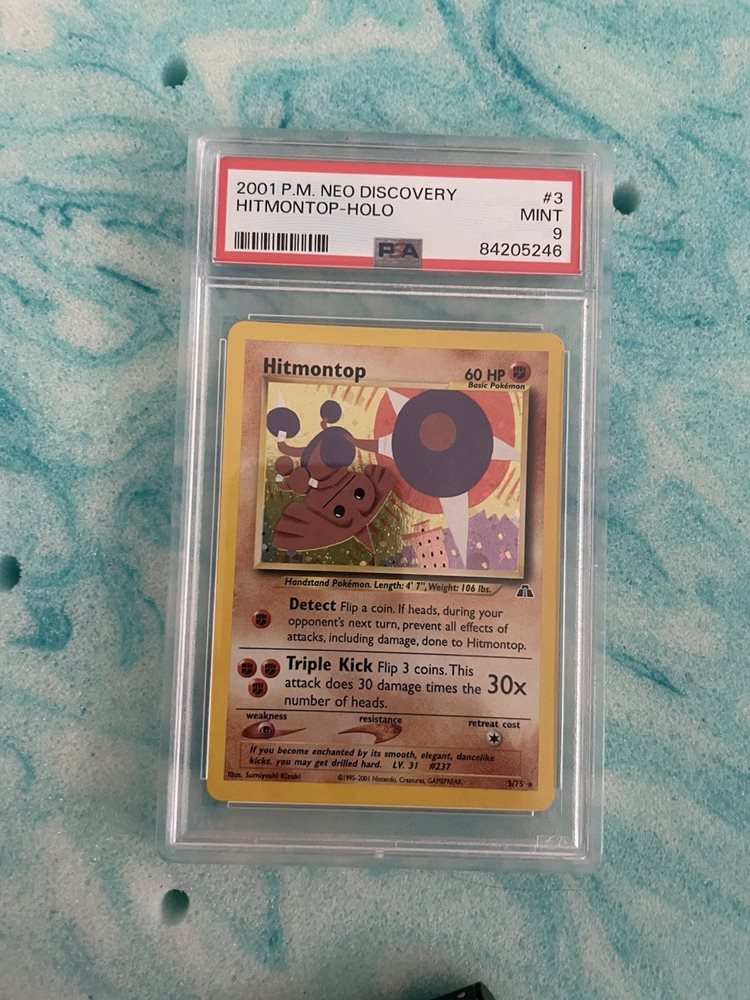 2001 P.M. NEO DISCOVERY #3
HITMONTOP-HOLO MINT
9
PSA 84205246
Hitmontop 60 HP
Basic Pokémon
Handstand Pokémon. Length: 4' 7", Weight: 106 lbs.
Detect Flip a coin. If heads, during your
opponent's next turn, prevent all effects of
attacks, including damage, done to Hitmontop.
Triple Kick Flip 3 coins. This
attack does 30 damage times the 30x
number of heads.
weakness resistance retreat cost
If you become enchanted by its smooth, elegant, dancelike
kicks, you may get drilled hard. LV. 31 #237
Illus. Sumiyoshi Kizuki ©1995-2001 Nintendo, Creatures, GAMEFREAK. 3/75 ★